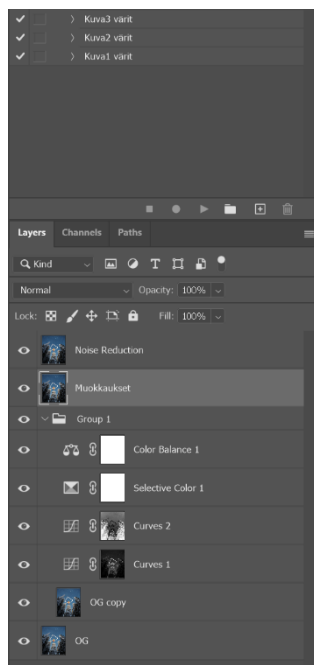 Kuva3 värit
Kuva2 värit
Kuva1 värit
Layers Channels Paths
Kind
Normal Opacity: 100%
Lock: Fill: 100%
Noise Reduction
Muokkaukset
Group 1
Color Balance 1
Selective Color 1
Curves 2
Curves 1
OG copy
OG